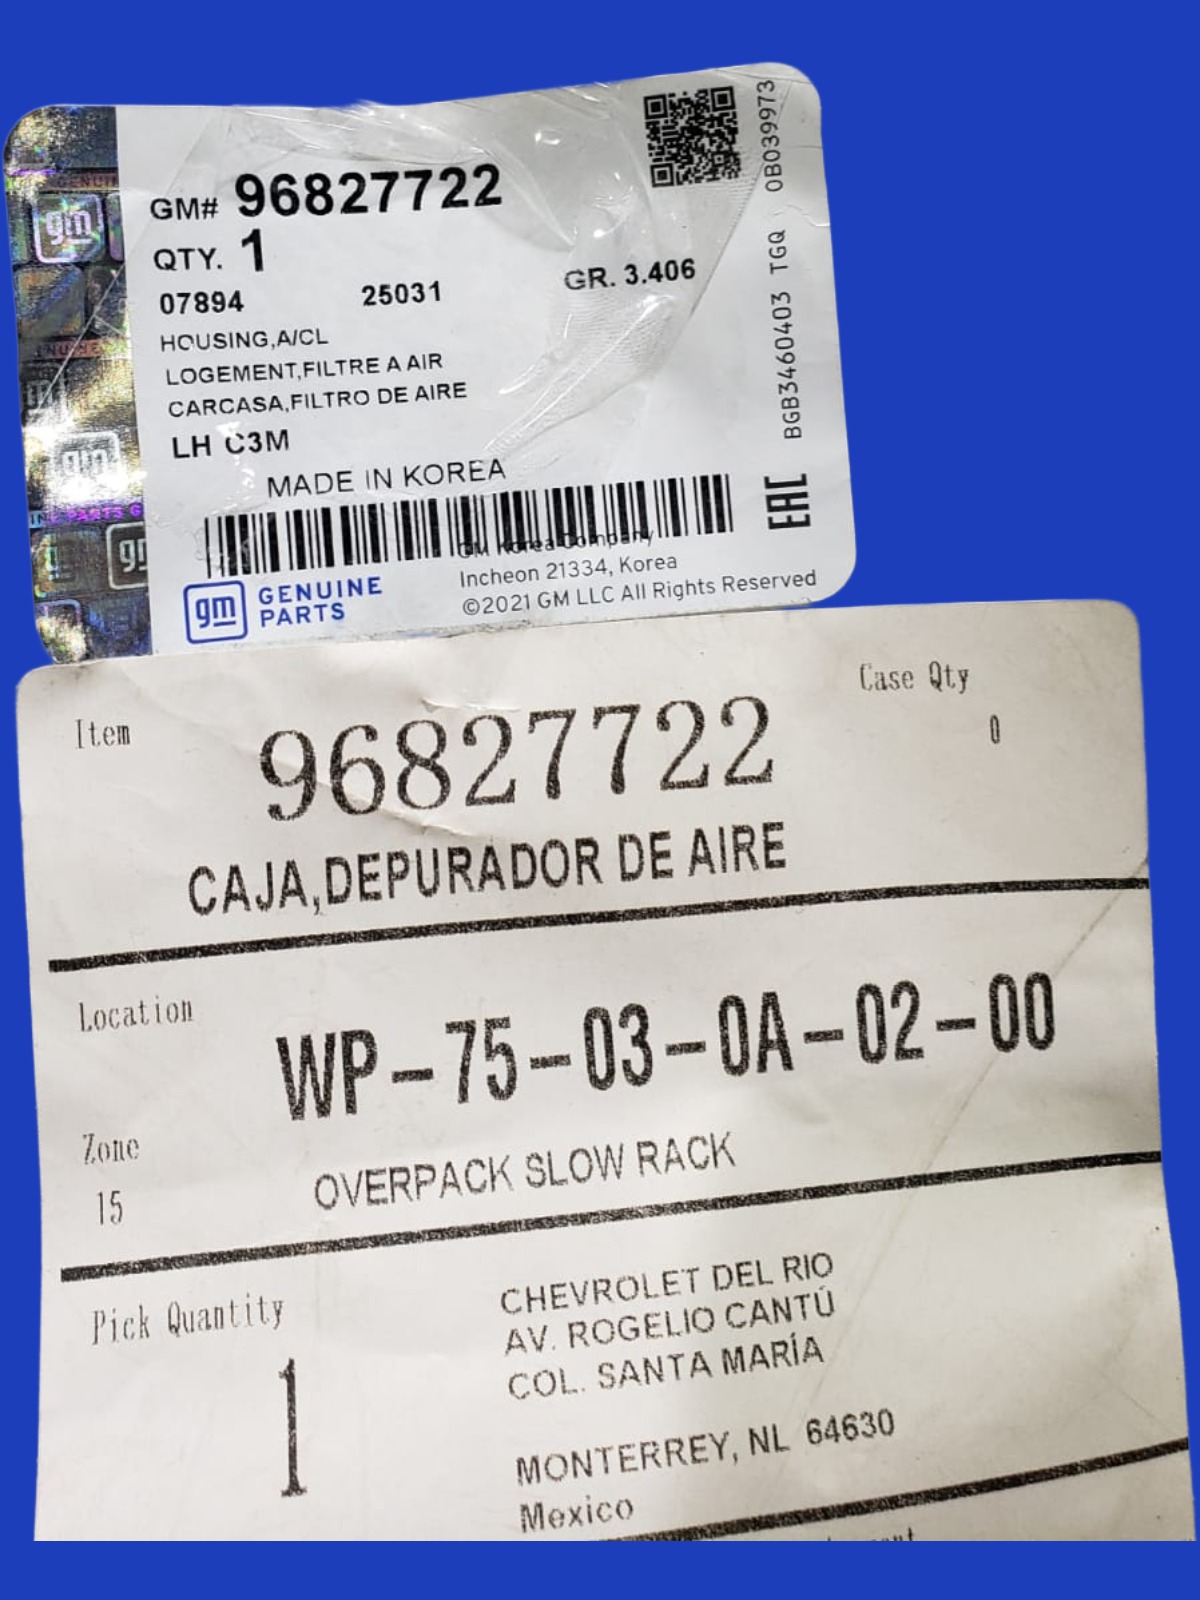 GM# 96827722
QTY. 1
07894 25031 GR. 3.406
HOUSING,A/CL
LOGEMENT,FILTRE A AIR
CARCASA,FILTRO DE AIRE
LH C3M
MADE IN KOREA
GM Korea Company
Incheon 21334, Korea
©2021 GM LLC All Rights Reserved
gm GENUINE
PARTS
BGB3460403 TGQ 0B039973
EAC
gm
gm
Item
96827722
Case Qty
0
CAJA,DEPURADOR DE AIRE
Location
WP-75-03-0A-02-00
Zone
15
OVERPACK SLOW RACK
Pick Quantity
1
CHEVROLET DEL RIO
AV. ROGELIO CANTÚ
COL. SANTA MARÍA
MONTERREY, NL 64630
Mexico